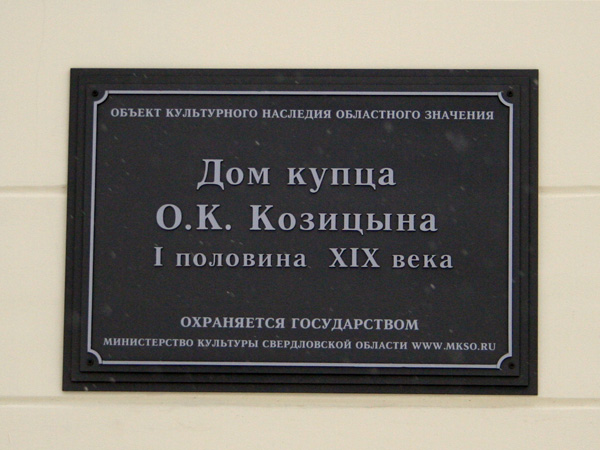 ОБЪЕКТ КУЛЬТУРНОГО НАСЛЕДИЯ ОБЛАСТНОГО ЗНАЧЕНИЯ
Дом купца
О.К. Козицына
I половина XIX века
ОХРАНЯЕТСЯ ГОСУДАРСТВОМ
МИНИСТЕРСТВО КУЛЬТУРЫ СВЕРДЛОВСКОЙ ОБЛАСТИ WWW.MKSO.RU